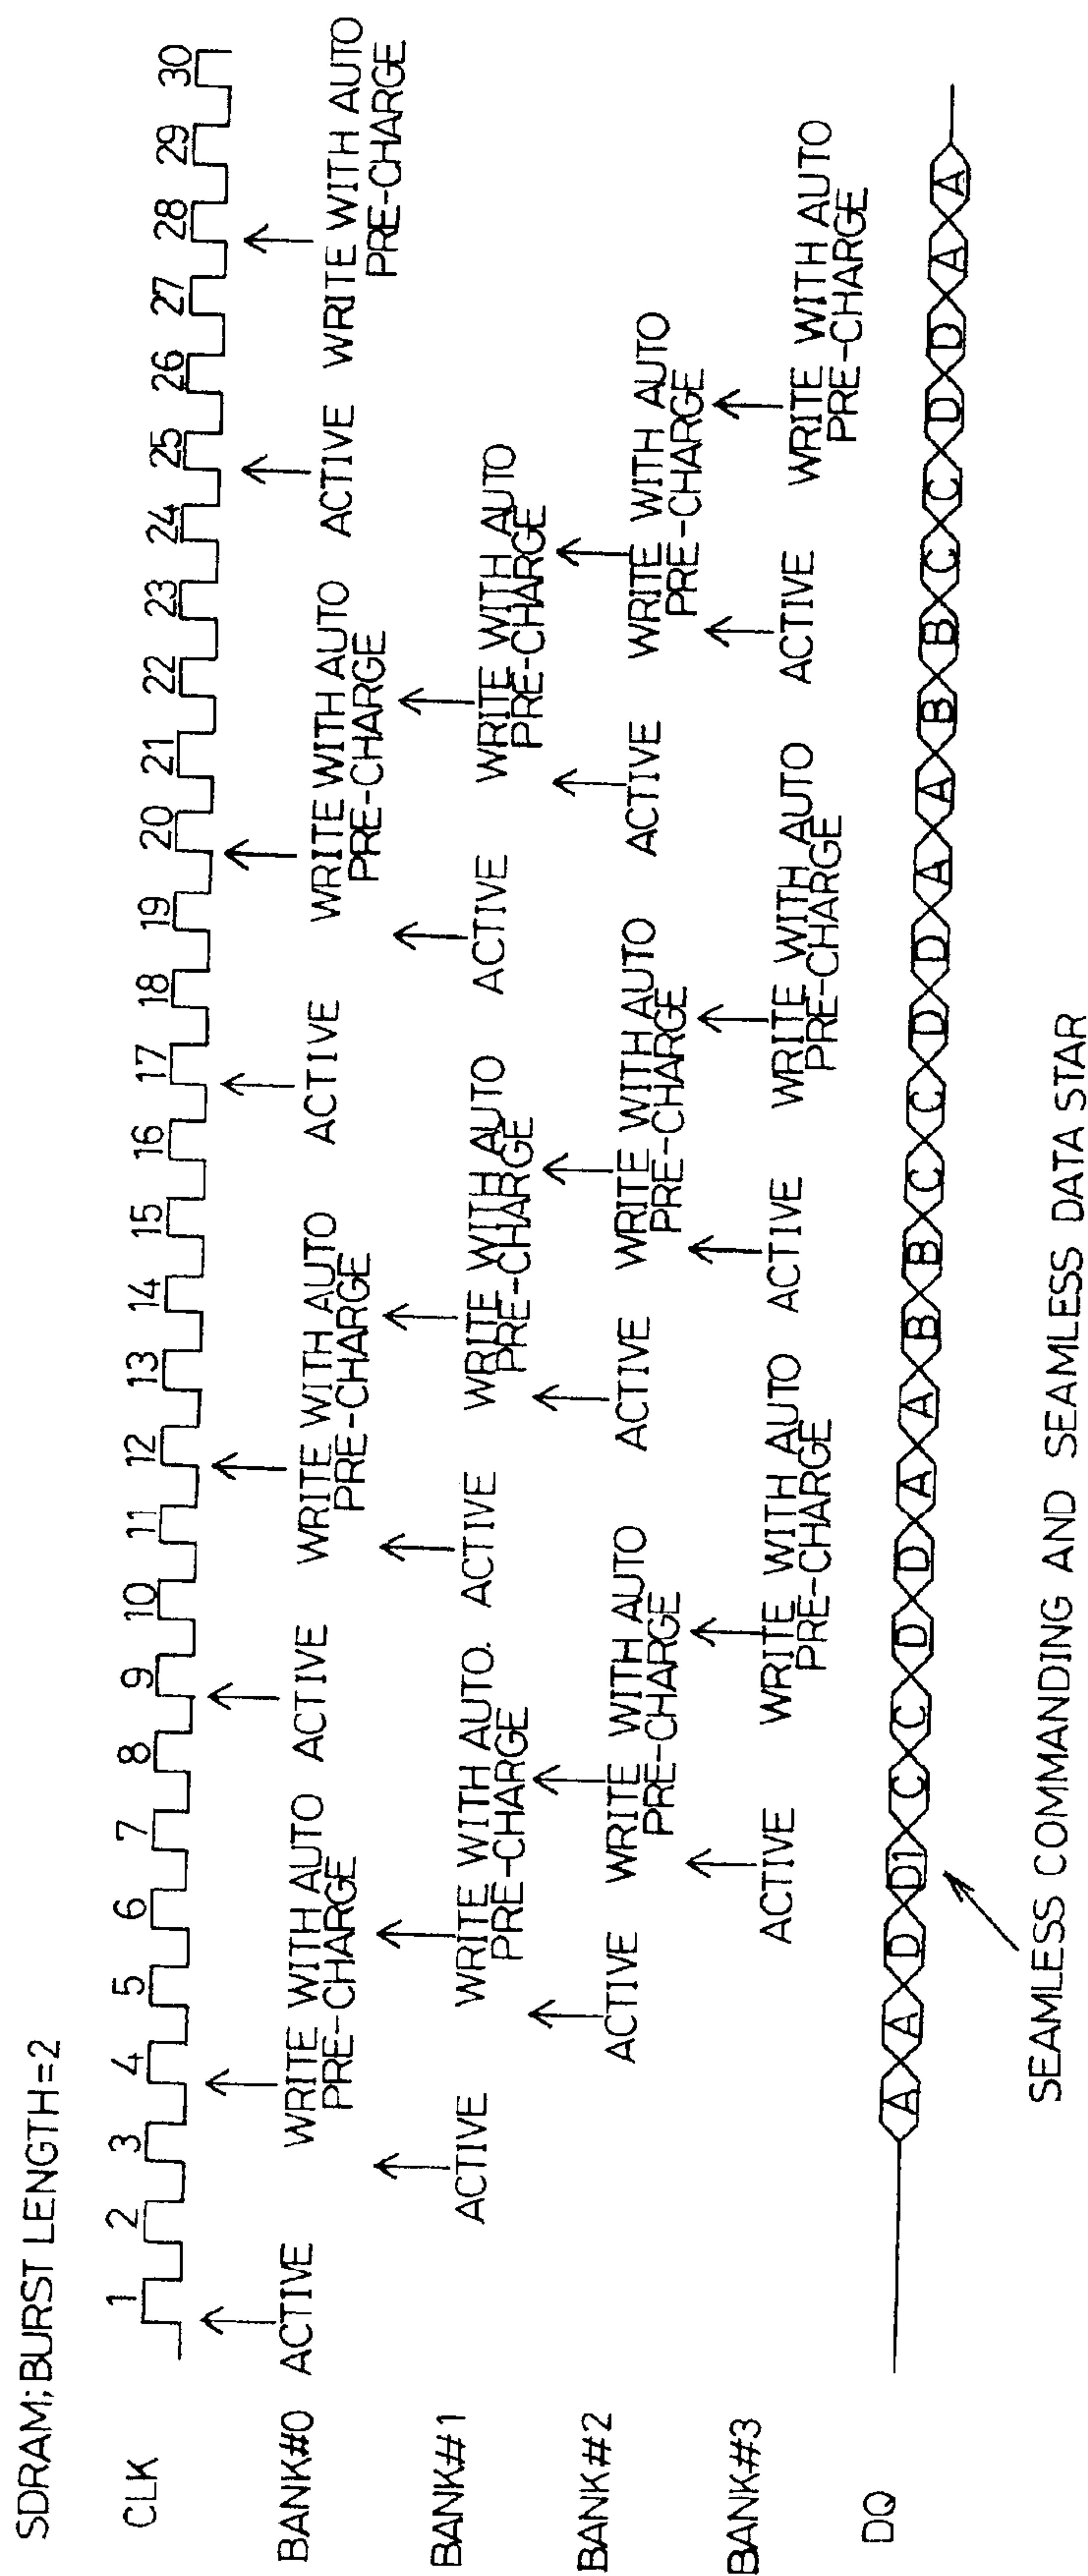 SDRAM;BURST LENGTH=2
1 2 3 4 5 6 7 8 9 10 11 12 13 14 15 16 17 18 19 20 21 22 23 24 25 26 27 28 29 30
CLK
BANK#0 ACTIVE WRITE WITH AUTO ACTIVE WRITE WITH AUTO ACTIVE WRITE WITH AUTO ACTIVE WRITE WITH AUTO
PRE-CHARGE PRE-CHARGE PRE-CHARGE PRE-CHARGE
BANK#1 ACTIVE WRITE WITH AUTO. ACTIVE WRITE WITH AUTO ACTIVE WRITE WITH AUTO
PRE-CHARGE PRE-CHARGE PRE-CHARGE
BANK#2 ACTIVE WRITE WITH AUTO ACTIVE WRITE WITH AUTO ACTIVE WRITE WITH AUTO
PRE-CHARGE PRE-CHARGE PRE-CHARGE
BANK#3 ACTIVE WRITE WITH AUTO ACTIVE WRITE WITH AUTO ACTIVE WRITE WITH AUTO
PRE-CHARGE PRE-CHARGE PRE-CHARGE
DQ A A D D1 C C D D A A B B C C D D A A B B C C D D A A
SEAMLESS COMMANDING AND SEAMLESS DATA STAR